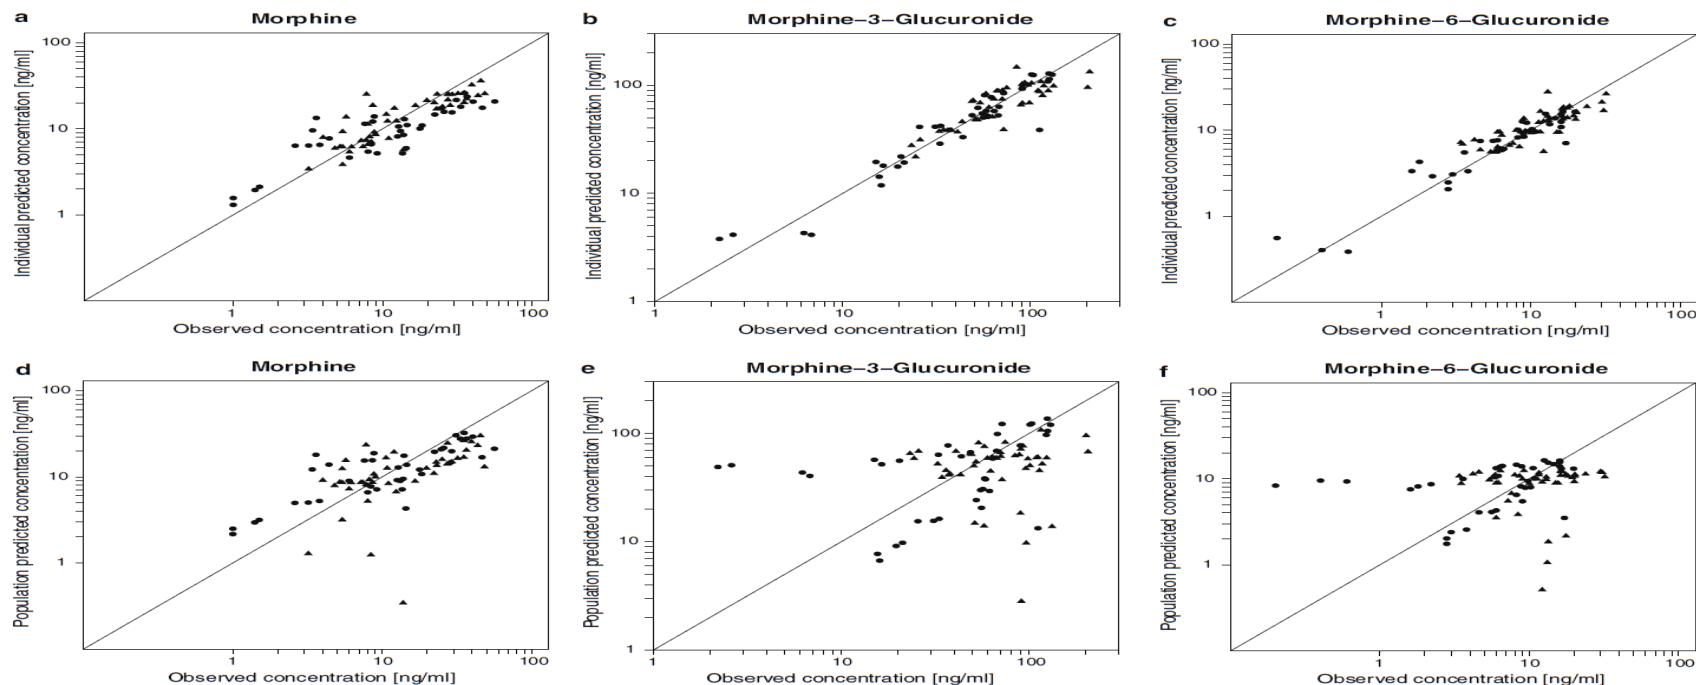 a Morphine
Individual predicted concentration [ng/ml]
100
10
1
1 10 100
Observed concentration [ng/ml]
b Morphine–3–Glucuronide
Individual predicted concentration [ng/ml]
100
10
1
1 10 100
Observed concentration [ng/ml]
c Morphine–6–Glucuronide
Individual predicted concentration [ng/ml]
100
10
1
1 10 100
Observed concentration [ng/ml]
d Morphine
Population predicted concentration [ng/ml]
100
10
1
1 10 100
Observed concentration [ng/ml]
e Morphine–3–Glucuronide
Population predicted concentration [ng/ml]
100
10
1
1 10 100
Observed concentration [ng/ml]
f Morphine–6–Glucuronide
Population predicted concentration [ng/ml]
100
10
1
1 10 100
Observed concentration [ng/ml]